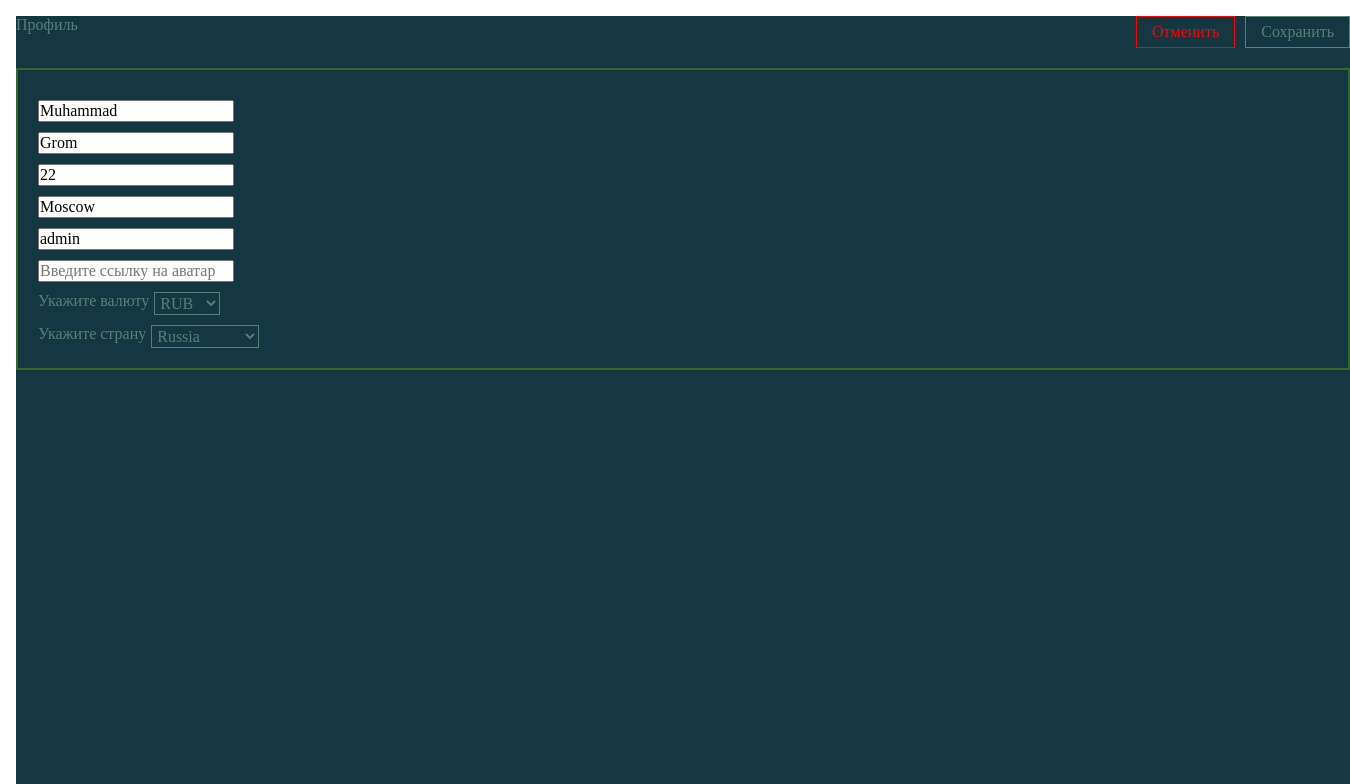 Профиль
Отменить
Сохранить
Muhammad
Grom
22
Moscow
admin
Введите ссылку на аватар
Укажите валюту RUB
Укажите страну Russia